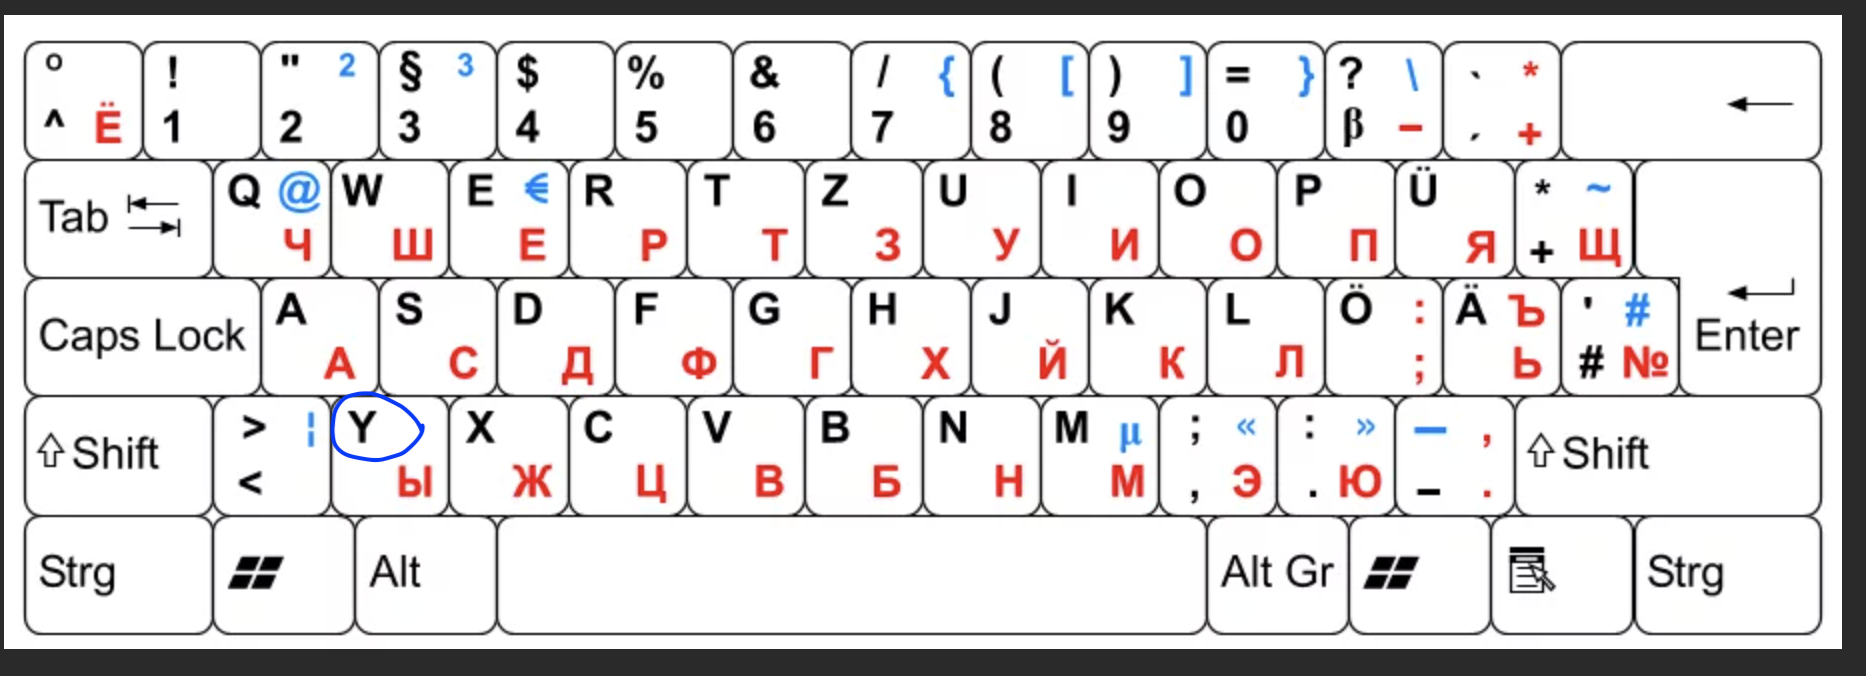 ° ! " 2 § 3 $ % & / { ( [ ) ] = } ? \ ` *
^ Ё 1 2 3 4 5 6 7 8 9 0 β − ´ +
Tab Q @ W E € R T Z U I O P Ü * ~
Ч Ш Е Р Т З У И О П Я + Щ
Caps Lock A S D F G H J K L Ö : Ä Ъ ' # Enter
А С Д Ф Г Х Й К Л ; Ь # №
Shift > ¦ Y X C V B N M µ ; « : » — , Shift
< Ы Ж Ц В Б Н М , Э . Ю – .
Strg Alt Alt Gr Strg